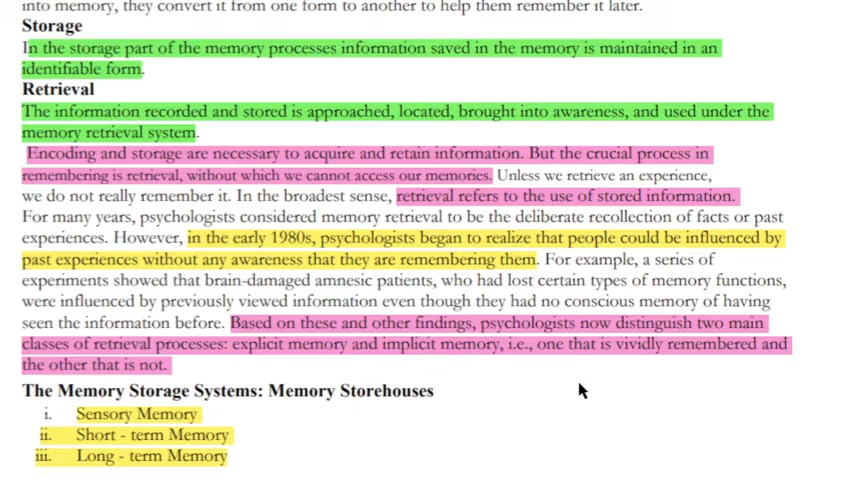 into memory, they convert it from one form to another to help them remember it later.
Storage
In the storage part of the memory processes information saved in the memory is maintained in an
identifiable form.
Retrieval
The information recorded and stored is approached, located, brought into awareness, and used under the
memory retrieval system.
Encoding and storage are necessary to acquire and retain information. But the crucial process in
remembering is retrieval, without which we cannot access our memories. Unless we retrieve an experience,
we do not really remember it. In the broadest sense, retrieval refers to the use of stored information.
For many years, psychologists considered memory retrieval to be the deliberate recollection of facts or past
experiences. However, in the early 1980s, psychologists began to realize that people could be influenced by
past experiences without any awareness that they are remembering them. For example, a series of
experiments showed that brain-damaged amnesic patients, who had lost certain types of memory functions,
were influenced by previously viewed information even though they had no conscious memory of having
seen the information before. Based on these and other findings, psychologists now distinguish two main
classes of retrieval processes: explicit memory and implicit memory, i.e., one that is vividly remembered and
the other that is not.
The Memory Storage Systems: Memory Storehouses
i. Sensory Memory
ii. Short - term Memory
iii. Long - term Memory